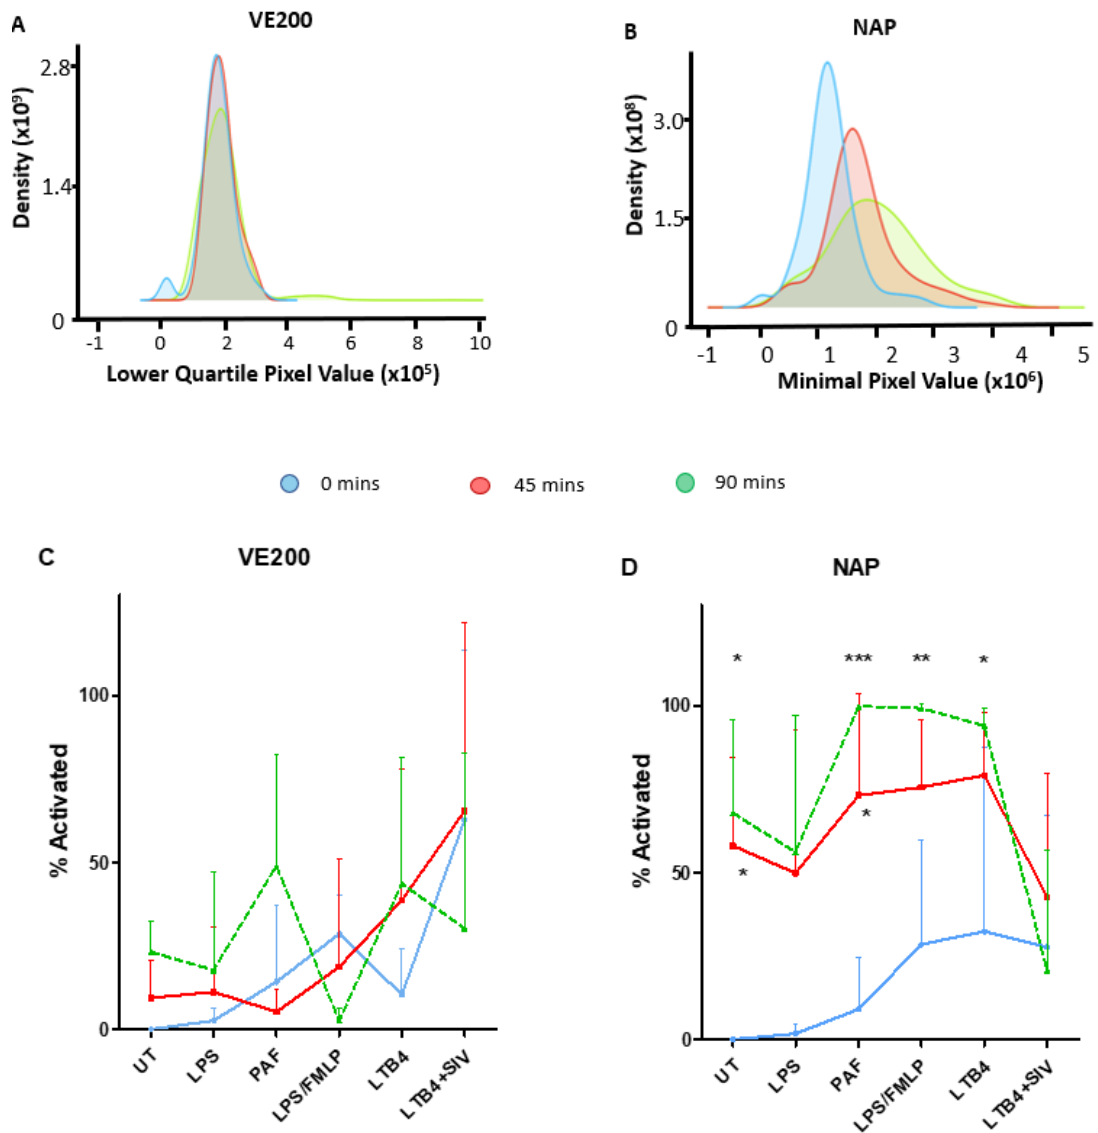 A
VE200
Density (x10⁹)
2.8
1.4
0
-1 0 2 4 6 8 10
Lower Quartile Pixel Value (x10⁵)
B
NAP
Density (x10⁸)
3.0
1.5
0
-1 0 1 2 3 4 5
Minimal Pixel Value (x10⁶)
0 mins 45 mins 90 mins
C
VE200
% Activated
100
50
0
UT LPS PAF LPS/FMLP LTB4 LTB4+SIV
D
NAP
* *** ** *
% Activated
100
*
50
*
0
UT LPS PAF LPS/FMLP LTB4 LTB4+SIV